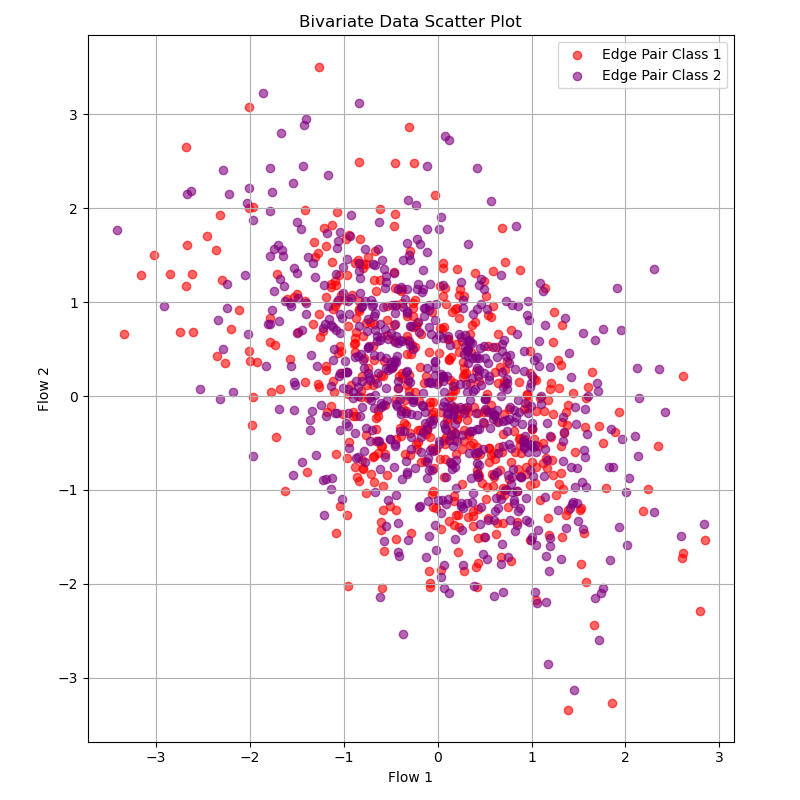 Bivariate Data Scatter Plot
Edge Pair Class 1
Edge Pair Class 2
Flow 2
3
2
1
0
−1
−2
−3
−3 −2 −1 0 1 2 3
Flow 1